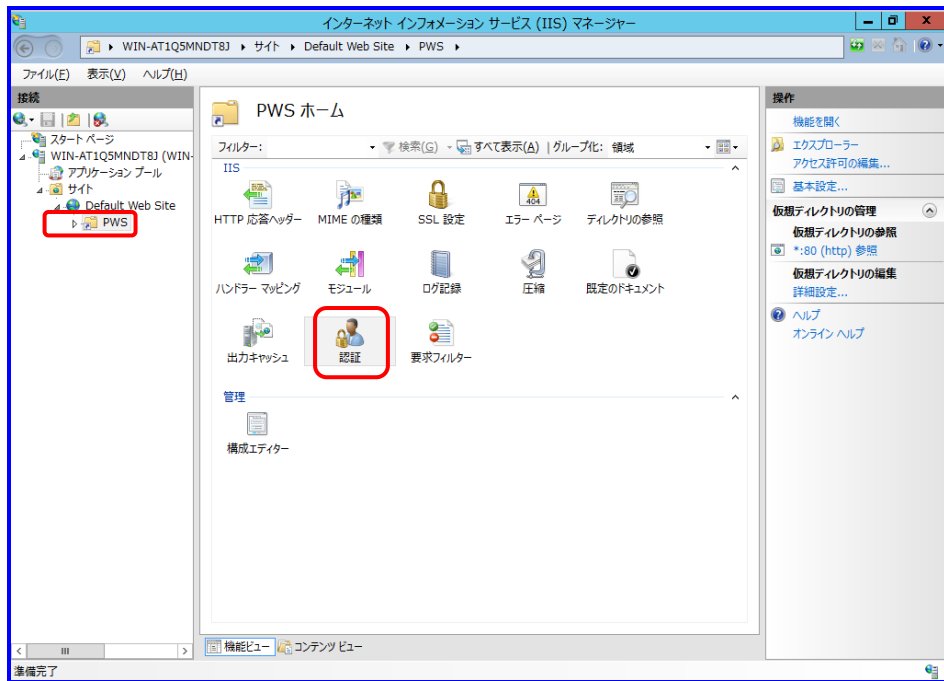 インターネット インフォメーション サービス (IIS) マネージャー
WIN-AT1Q5MNDT8J ▸ サイト ▸ Default Web Site ▸ PWS ▸
ファイル(F) 表示(V) ヘルプ(H)
接続
スタート ページ
WIN-AT1Q5MNDT8J (WIN-
アプリケーション プール
サイト
Default Web Site
PWS
PWS ホーム
フィルター: 検索(G) すべて表示(A) グループ化: 領域
IIS
HTTP 応答ヘッダー MIME の種類 SSL 設定 404 エラー ページ ディレクトリの参照
ハンドラー マッピング モジュール ログ記録 圧縮 既定のドキュメント
出力キャッシュ 認証 要求フィルター
管理
構成エディター
機能ビュー コンテンツ ビュー
操作
機能を開く
エクスプローラー
アクセス許可の編集...
基本設定...
仮想ディレクトリの管理
仮想ディレクトリの参照
*:80 (http) 参照
仮想ディレクトリの編集
詳細設定...
ヘルプ
オンライン ヘルプ
準備完了